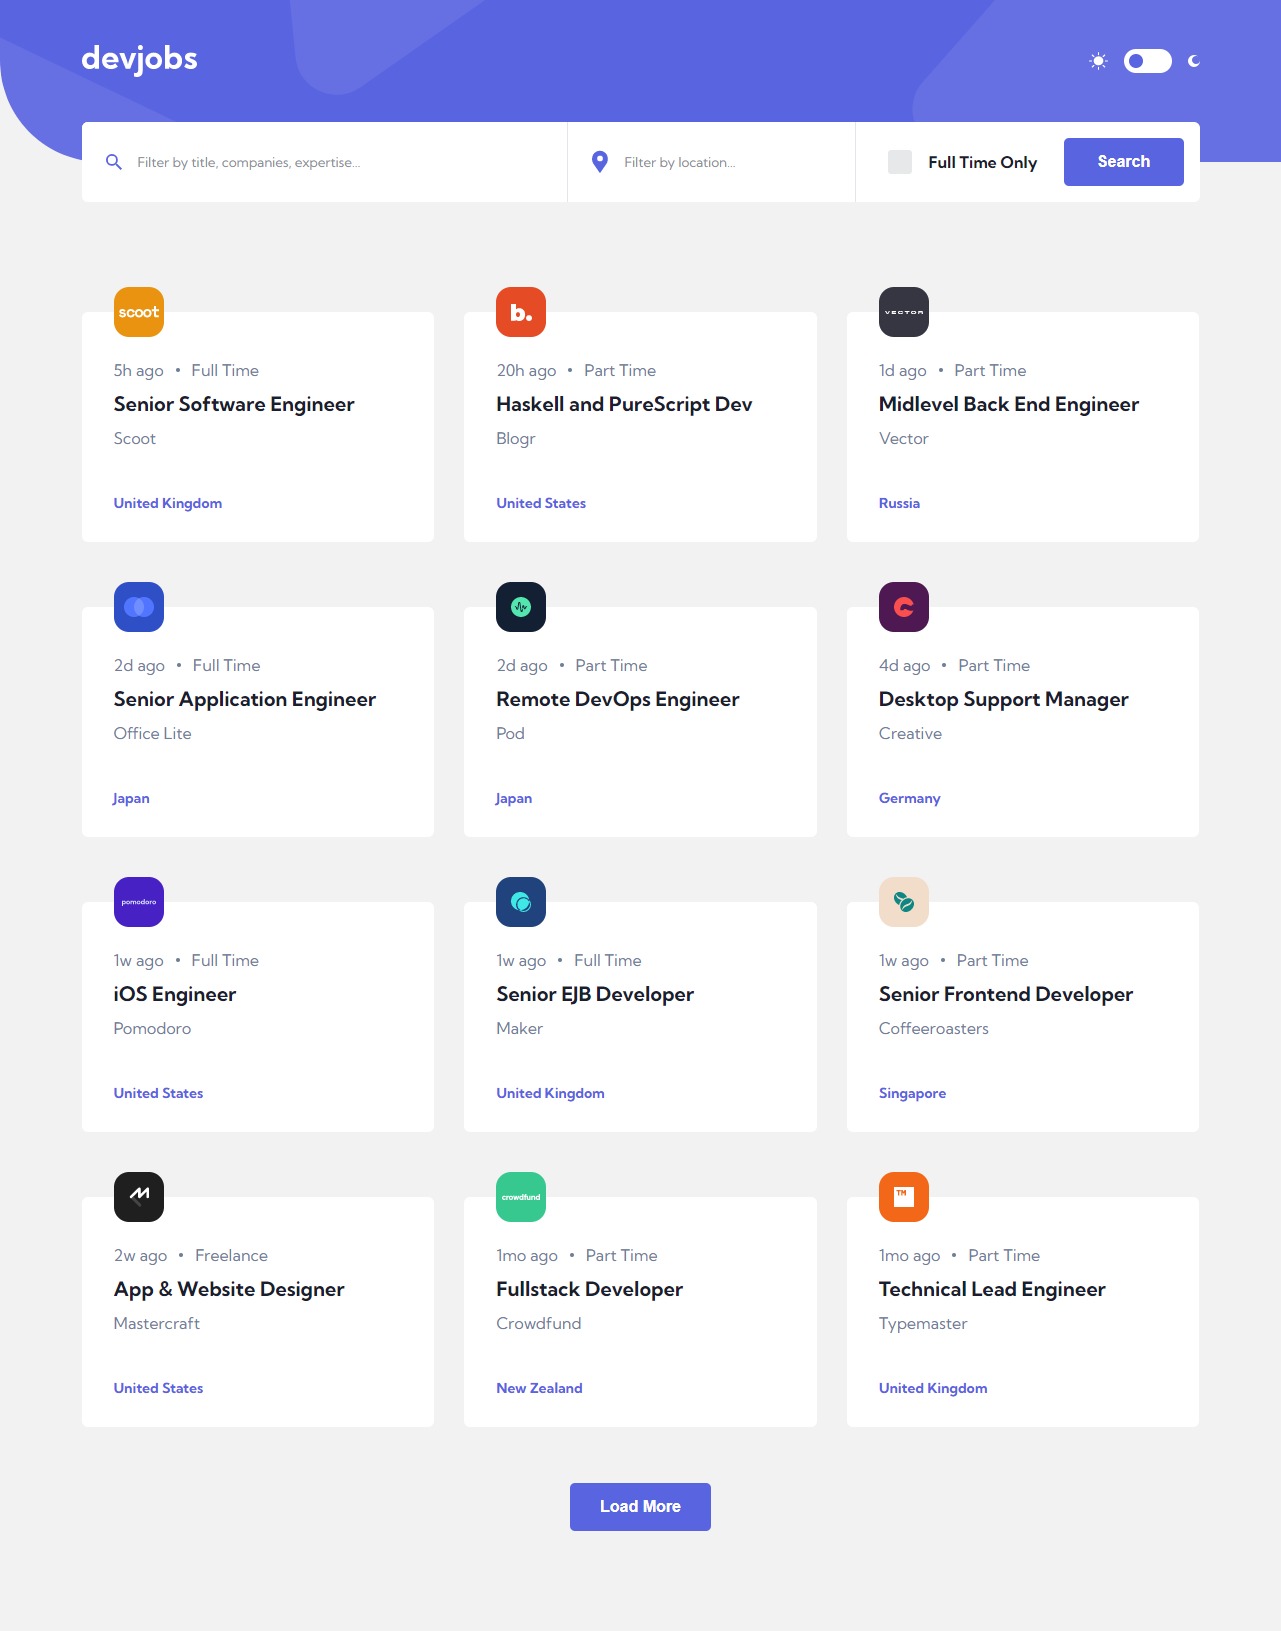 devjobs
Filter by title, companies, expertise...
Filter by location...
Full Time Only
Search
scoot
5h ago • Full Time
Senior Software Engineer
Scoot
United Kingdom
b.
20h ago • Part Time
Haskell and PureScript Dev
Blogr
United States
VECTOR
1d ago • Part Time
Midlevel Back End Engineer
Vector
Russia
2d ago • Full Time
Senior Application Engineer
Office Lite
Japan
2d ago • Part Time
Remote DevOps Engineer
Pod
Japan
4d ago • Part Time
Desktop Support Manager
Creative
Germany
pomodoro
1w ago • Full Time
iOS Engineer
Pomodoro
United States
1w ago • Full Time
Senior EJB Developer
Maker
United Kingdom
1w ago • Part Time
Senior Frontend Developer
Coffeeroasters
Singapore
2w ago • Freelance
App & Website Designer
Mastercraft
United States
crowdfund
1mo ago • Part Time
Fullstack Developer
Crowdfund
New Zealand
TM
1mo ago • Part Time
Technical Lead Engineer
Typemaster
United Kingdom
Load More